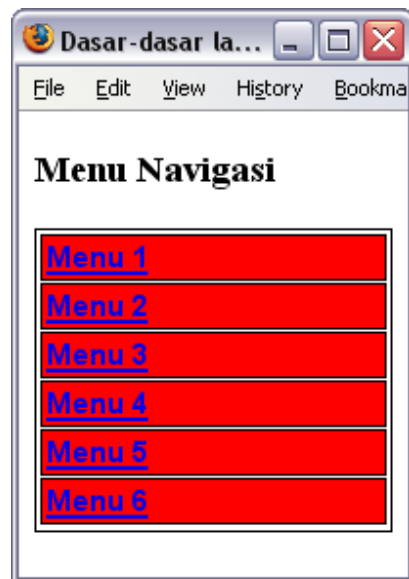 Dasar-dasar la...
File Edit View History Bookma
Menu Navigasi
Menu 1
Menu 2
Menu 3
Menu 4
Menu 5
Menu 6